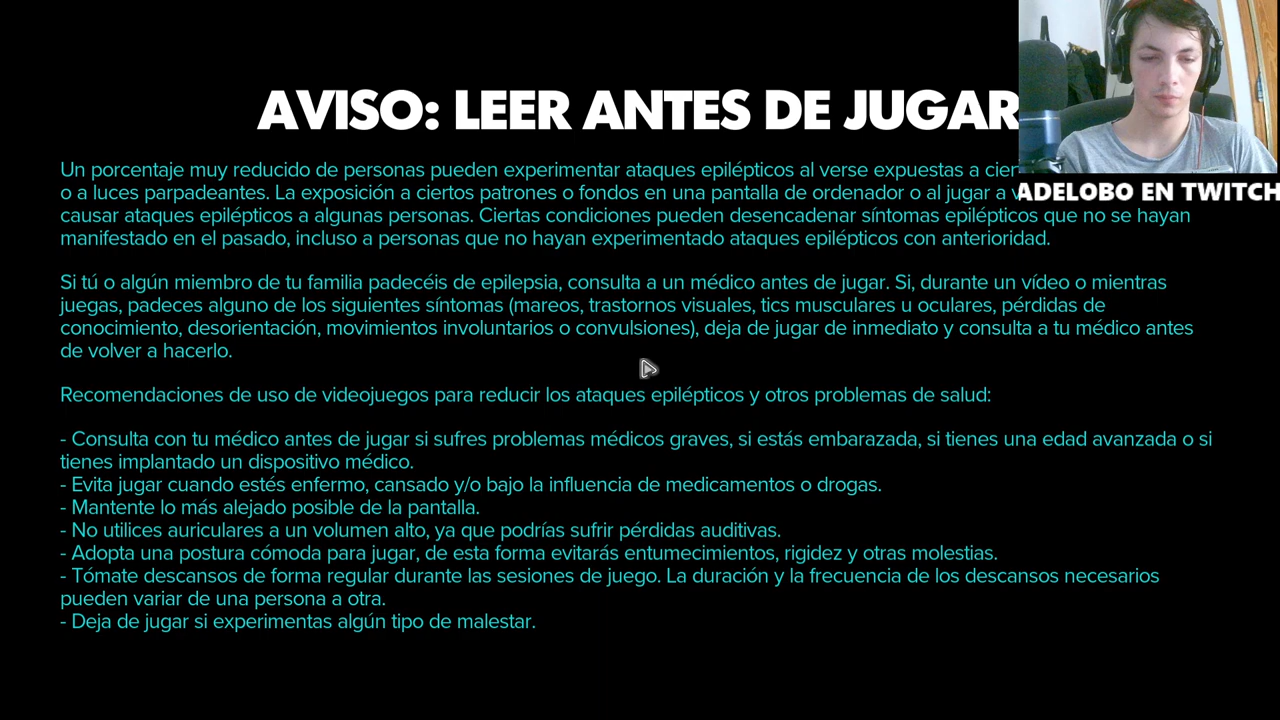 AVISO: LEER ANTES DE JUGAR
Un porcentaje muy reducido de personas pueden experimentar ataques epilépticos al verse expuestas a
o a luces parpadeantes. La exposición a ciertos patrones o fondos en una pantalla de ordenador o al jugar a
ADELOBO EN TWITCH
causar ataques epilépticos a algunas personas. Ciertas condiciones pueden desencadenar síntomas epilépticos que no se hayan
manifestado en el pasado, incluso a personas que no hayan experimentado ataques epilépticos con anterioridad.
Si tú o algún miembro de tu familia padecéis de epilepsia, consulta a un médico antes de jugar. Si, durante un vídeo o mientras
juegas, padeces alguno de los siguientes síntomas (mareos, trastornos visuales, tics musculares u oculares, pérdidas de
conocimiento, desorientación, movimientos involuntarios o convulsiones), deja de jugar de inmediato y consulta a tu médico antes
de volver a hacerlo.
Recomendaciones de uso de videojuegos para reducir los ataques epilépticos y otros problemas de salud:
- Consulta con tu médico antes de jugar si sufres problemas médicos graves, si estás embarazada, si tienes una edad avanzada o si
tienes implantado un dispositivo médico.
- Evita jugar cuando estés enfermo, cansado y/o bajo la influencia de medicamentos o drogas.
- Mantente lo más alejado posible de la pantalla.
- No utilices auriculares a un volumen alto, ya que podrías sufrir pérdidas auditivas.
- Adopta una postura cómoda para jugar, de esta forma evitarás entumecimientos, rigidez y otras molestias.
- Tómate descansos de forma regular durante las sesiones de juego. La duración y la frecuencia de los descansos necesarios
pueden variar de una persona a otra.
- Deja de jugar si experimentas algún tipo de malestar.